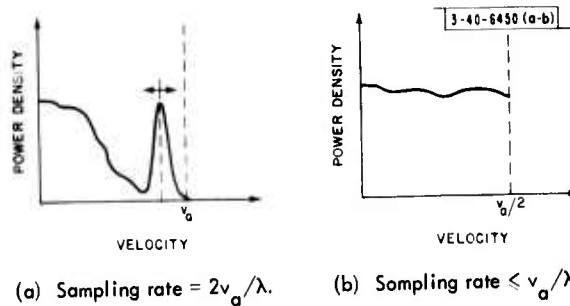 3-40-6450 (a-b)
POWER DENSITY
v_a
VELOCITY
(a) Sampling rate = 2v_a/λ.
POWER DENSITY
v_a/2
VELOCITY
(b) Sompling rate ≤ v_a/λ